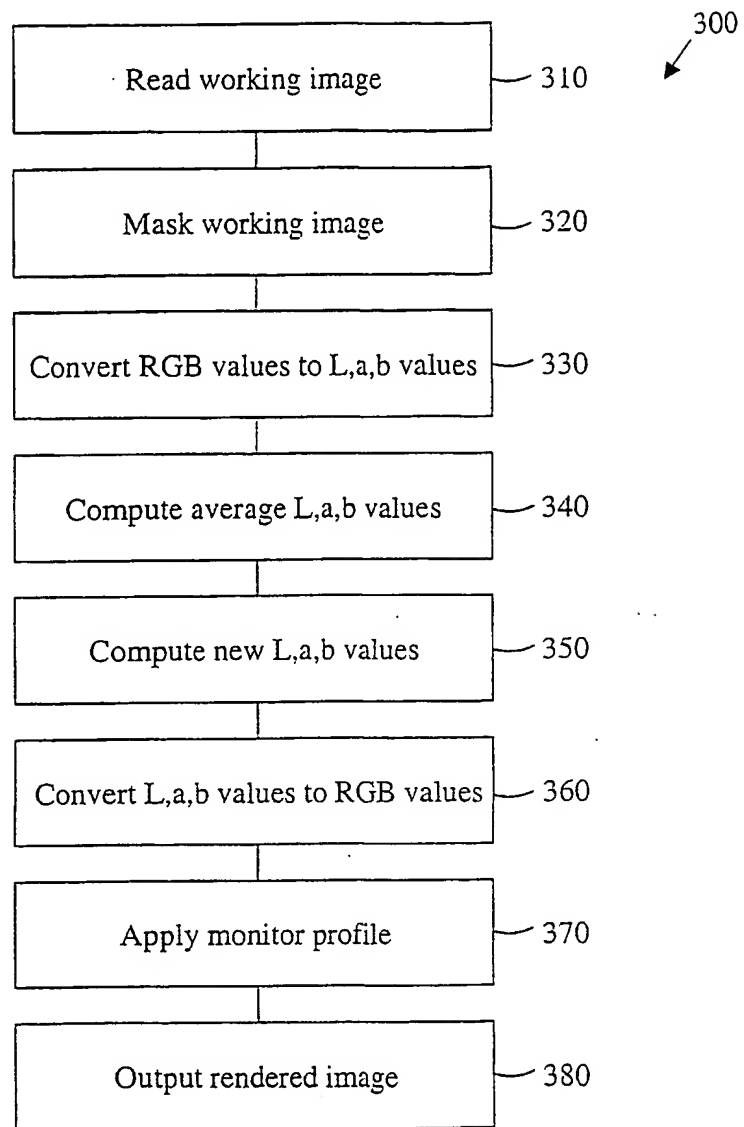 300
Read working image 310
Mask working image 320
Convert RGB values to L,a,b values 330
Compute average L,a,b values 340
Compute new L,a,b values 350
Convert L,a,b values to RGB values 360
Apply monitor profile 370
Output rendered image 380